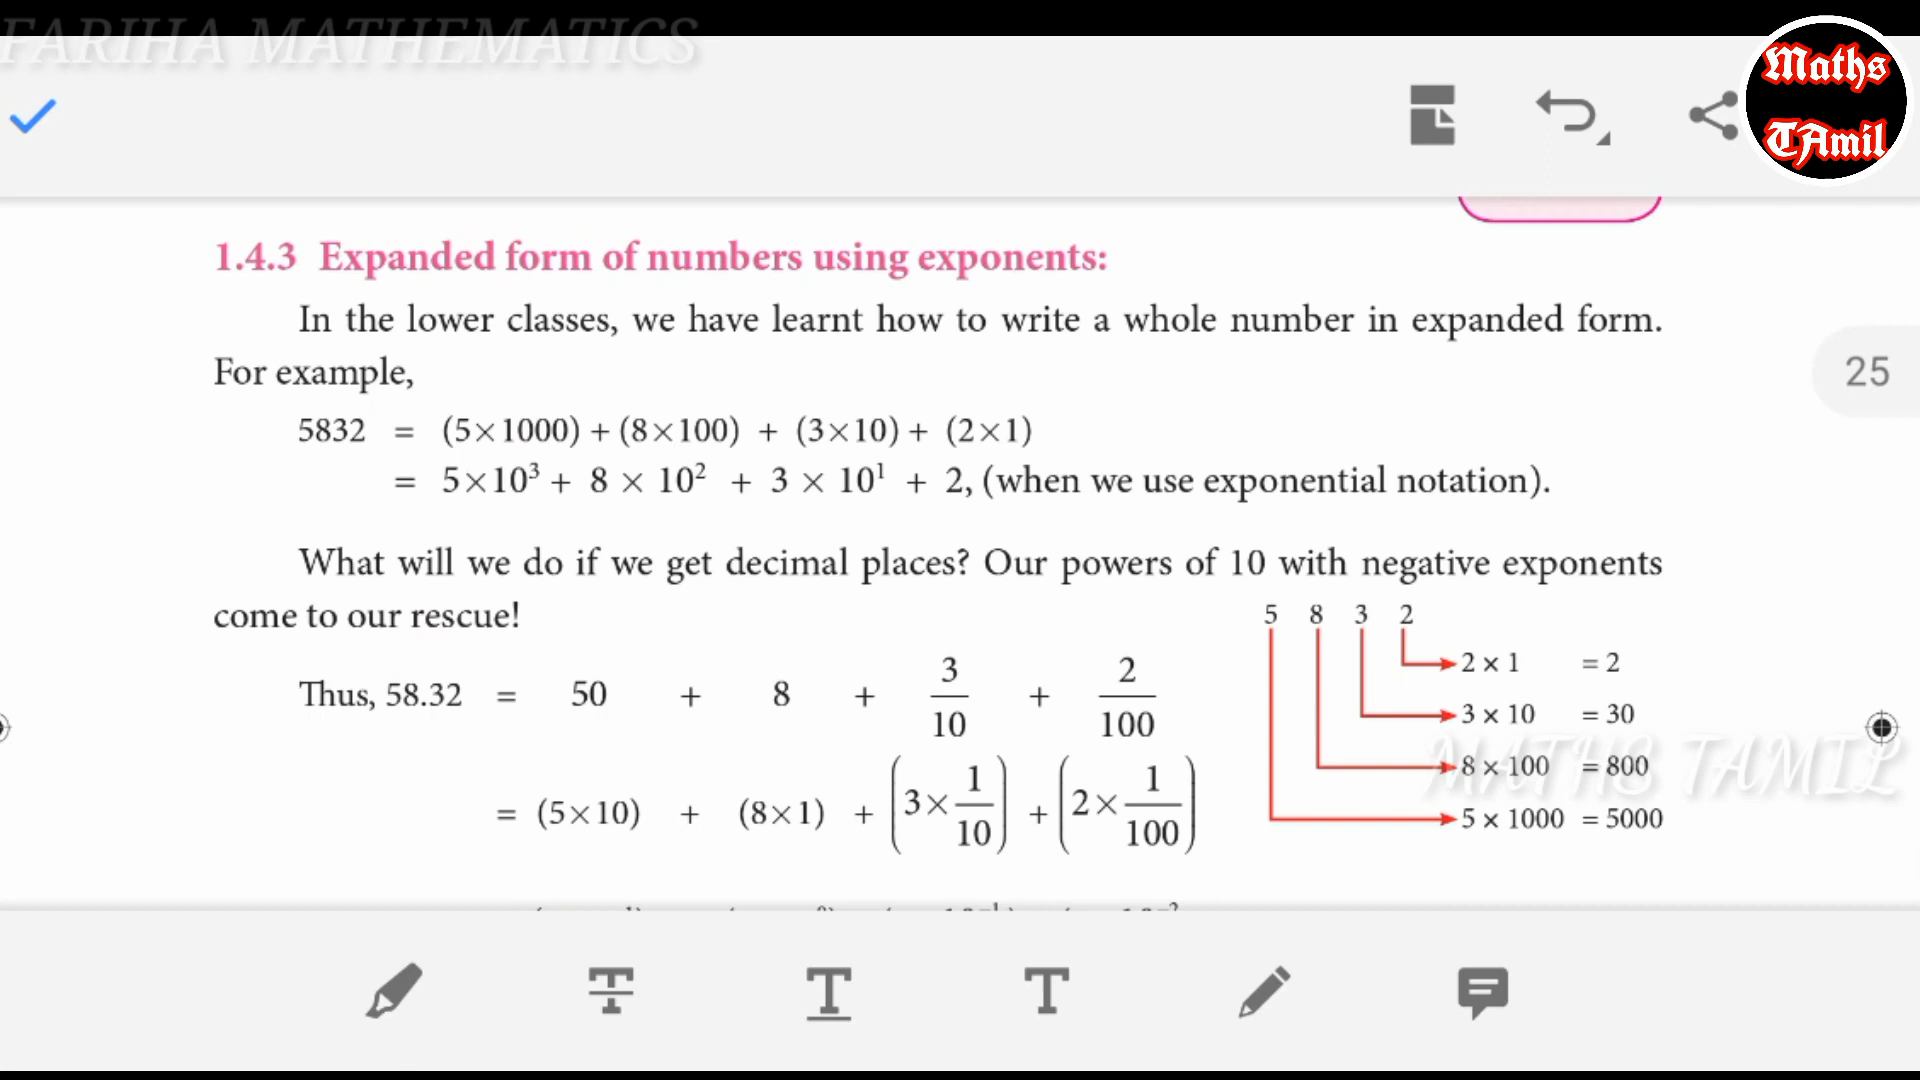 FARIHA MATHEMATICS
Maths
TAmil
1.4.3 Expanded form of numbers using exponents:
In the lower classes, we have learnt how to write a whole number in expanded form.
For example,
25
5832 = (5×1000) + (8×100) + (3×10) + (2×1)
= 5×10³ + 8 × 10² + 3 × 10¹ + 2, (when we use exponential notation).
What will we do if we get decimal places? Our powers of 10 with negative exponents
come to our rescue!
Thus, 58.32 = 50 + 8 + 3/10 + 2/100
= (5×10) + (8×1) + (3×1/10) + (2×1/100)
5 8 3 2
2 × 1 = 2
3 × 10 = 30
8 × 100 = 800
5 × 1000 = 5000
MATHS TAMIL